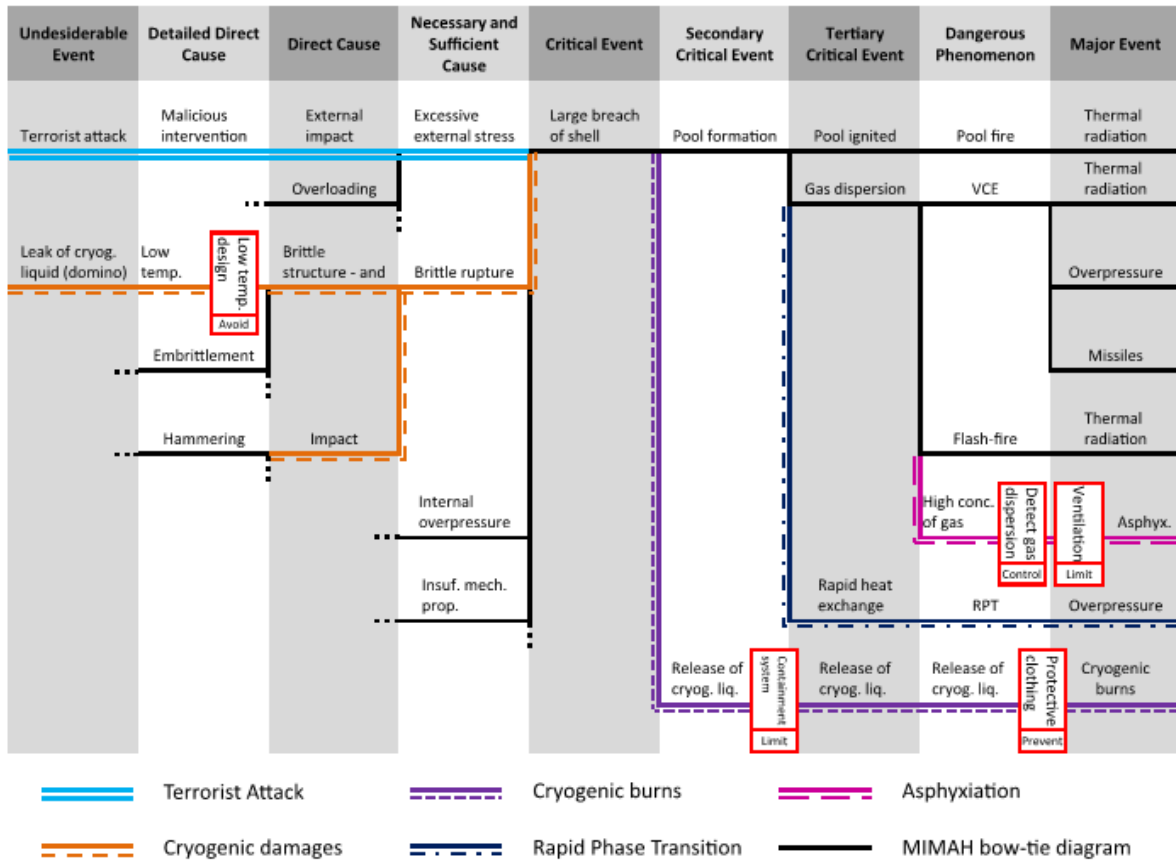 Undesirable
Event
Detailed Direct
Cause
Direct Cause
Necessary and
Sufficient
Cause
Critical Event
Secondary
Critical Event
Tertiary
Critical Event
Dangerous
Phenomenon
Major Event
Terrorist attack
Malicious
intervention
External
impact
Excessive
external stress
Large breach
of shell
Pool formation
Pool ignited
Pool fire
Thermal
radiation
Overloading
Gas dispersion
VCE
Thermal
radiation
Leak of cryog.
liquid (domino)
Low
temp.
Low temp.
design
Avoid
Brittle
structure - and
Brittle rupture
Overpressure
Embrittlement
Missiles
Hammering
Impact
Flash-fire
Thermal
radiation
Internal
overpressure
High conc.
of gas
Detect gas
dispersion
Control
Ventilation
Limit
Asphyx.
Insuf. mech.
prop.
Rapid heat
exchange
RPT
Overpressure
Release of
cryog. liq.
Containment
system
Limit
Release of
cryog. liq.
Release of
cryog. liq.
Protective
clothing
Prevent
Cryogenic
burns
Terrorist Attack
Cryogenic burns
Asphyxiation
Cryogenic damages
Rapid Phase Transition
MIMAH bow-tie diagram